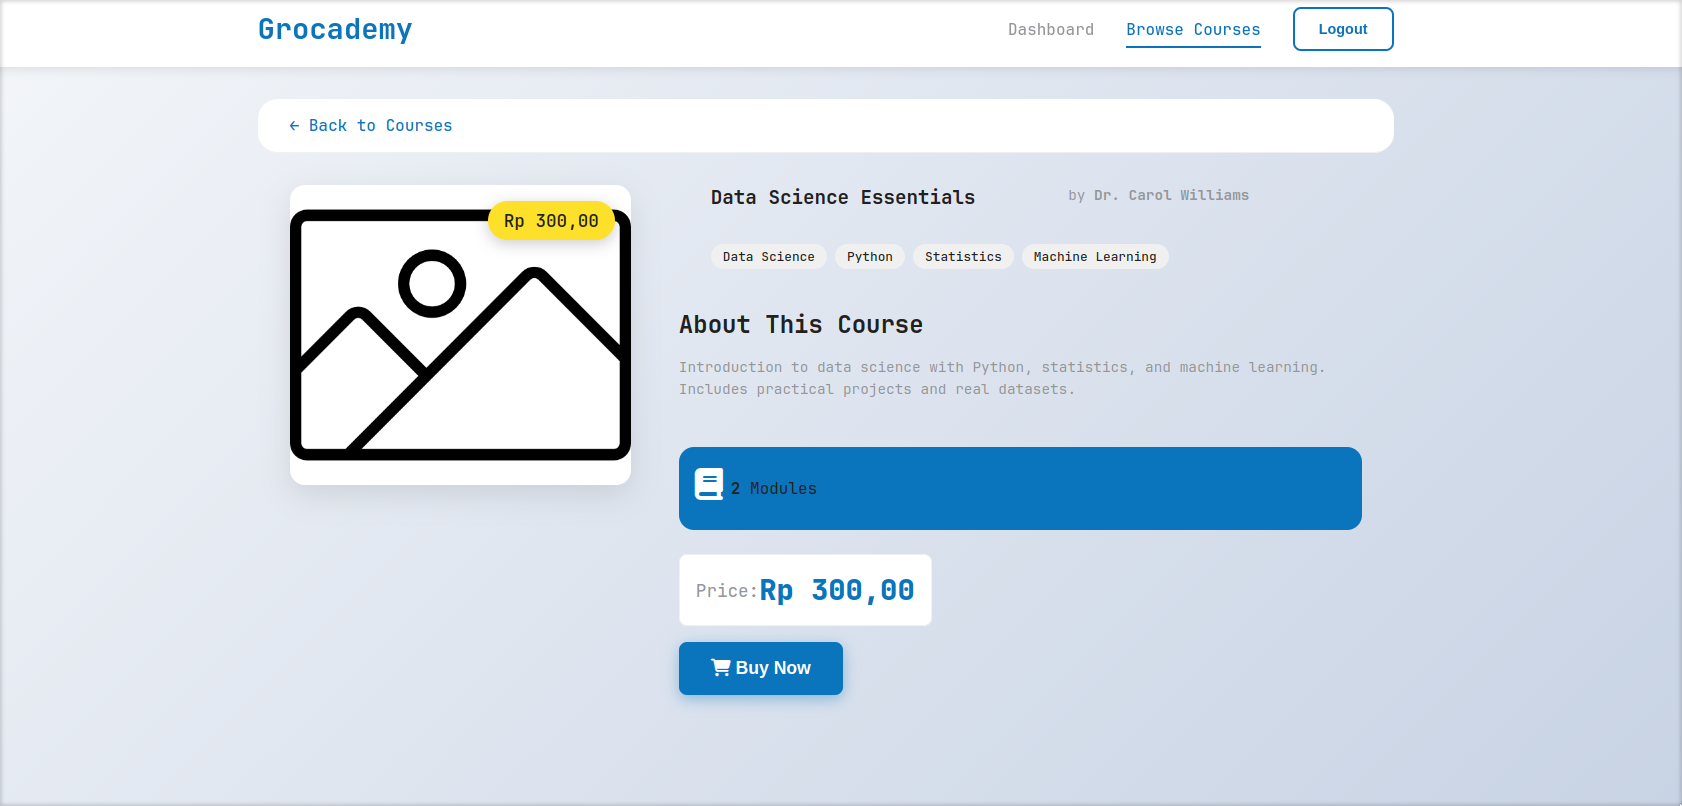 Grocademy
Dashboard
Browse Courses
Logout
← Back to Courses
Rp 300,00
Data Science Essentials
by Dr. Carol Williams
Data Science
Python
Statistics
Machine Learning
About This Course
Introduction to data science with Python, statistics, and machine learning.
Includes practical projects and real datasets.
2 Modules
Price:Rp 300,00
Buy Now